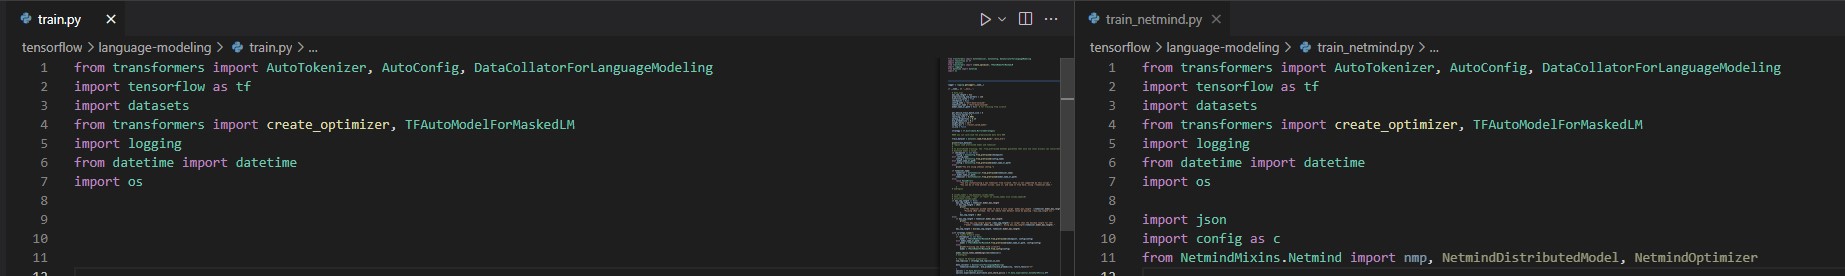 train.py
tensorflow > language-modeling > train.py > ...
1 from transformers import AutoTokenizer, AutoConfig, DataCollatorForLanguageModeling
2 import tensorflow as tf
3 import datasets
4 from transformers import create_optimizer, TFAutoModelForMaskedLM
5 import logging
6 from datetime import datetime
7 import os
8
9
10
11
12
train_netmind.py
tensorflow > language-modeling > train_netmind.py > ...
1 from transformers import AutoTokenizer, AutoConfig, DataCollatorForLanguageModeling
2 import tensorflow as tf
3 import datasets
4 from transformers import create_optimizer, TFAutoModelForMaskedLM
5 import logging
6 from datetime import datetime
7 import os
8
9 import json
10 import config as c
11 from NetmindMixins.Netmind import nmp, NetmindDistributedModel, NetmindOptimizer
12